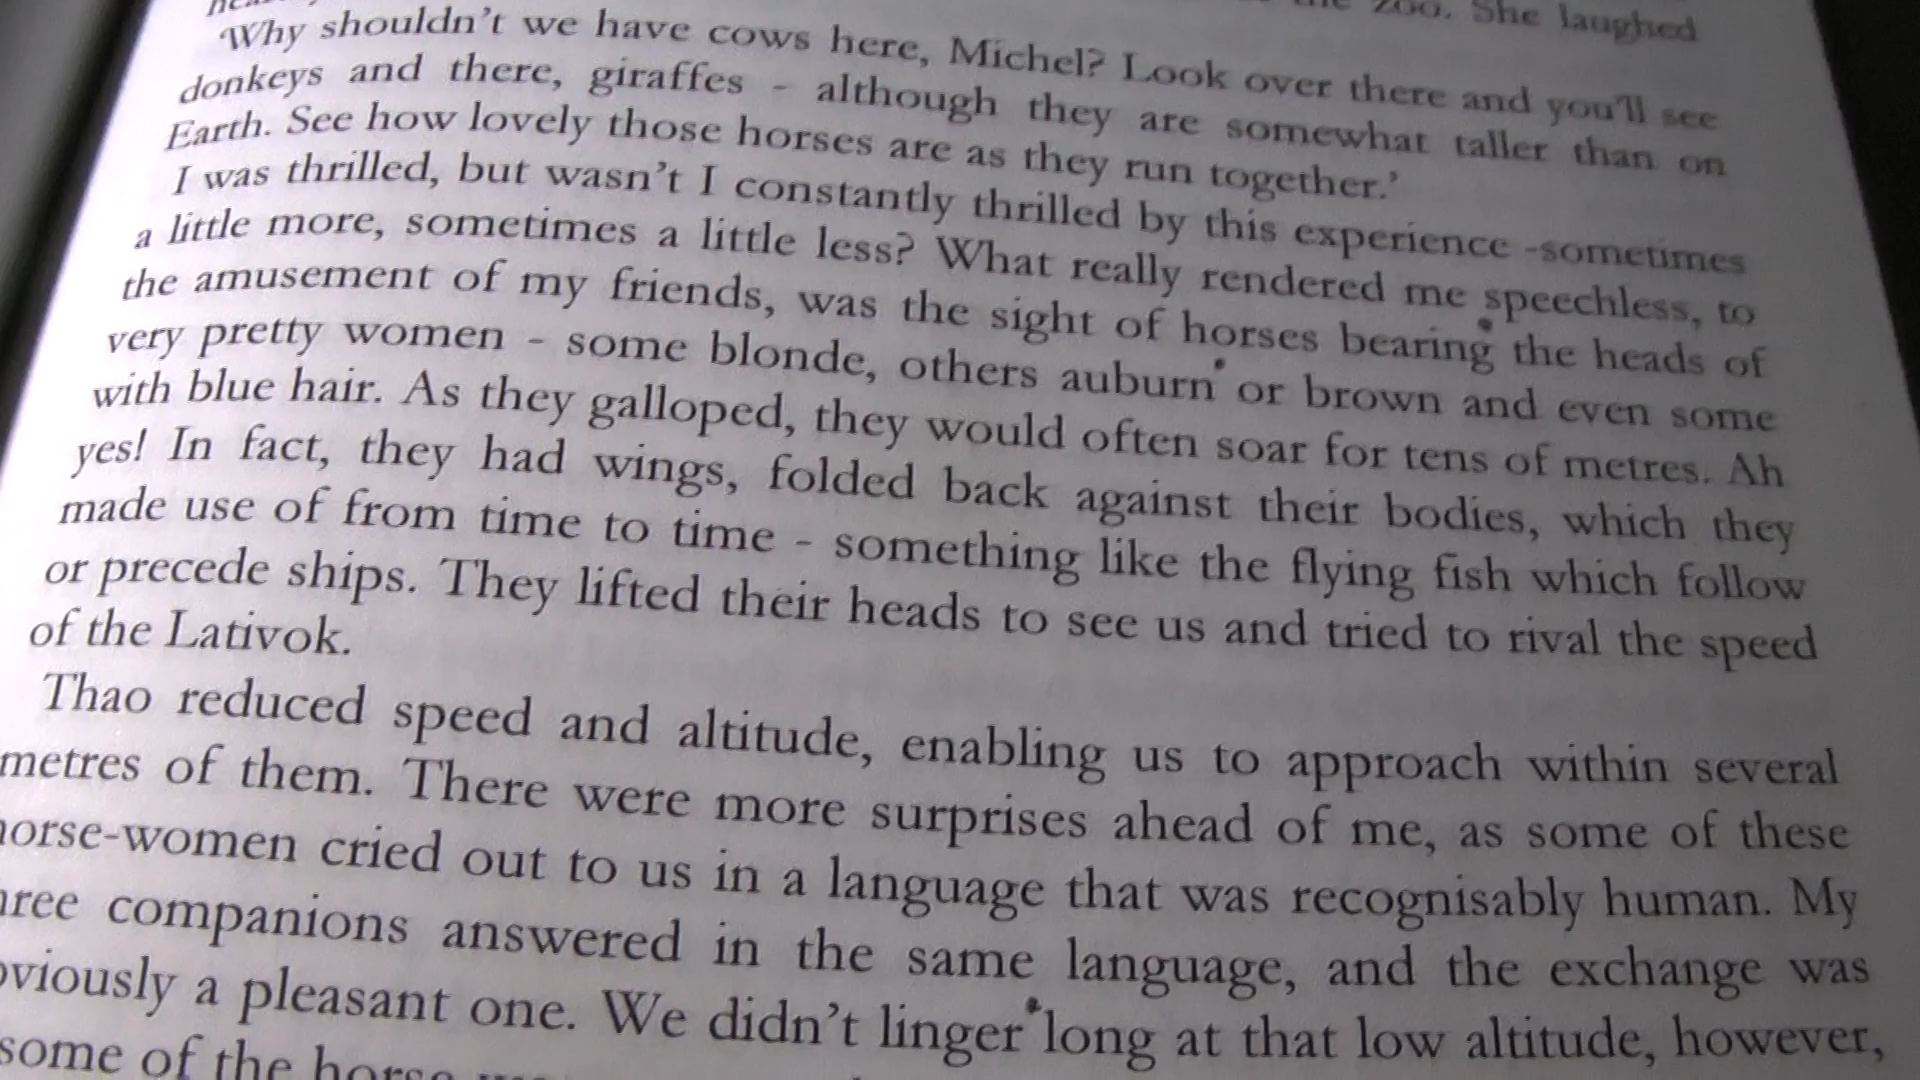 zoo. She laughed
'Why shouldn't we have cows here, Michel? Look over there and you'll see
donkeys and there, giraffes - although they are somewhat taller than on
Earth. See how lovely those horses are as they run together.'
I was thrilled, but wasn't I constantly thrilled by this experience -sometimes
a little more, sometimes a little less? What really rendered me speechless, to
the amusement of my friends, was the sight of horses bearing the heads of
very pretty women - some blonde, others auburn or brown and even some
with blue hair. As they galloped, they would often soar for tens of metres. Ah
yes! In fact, they had wings, folded back against their bodies, which they
made use of from time to time - something like the flying fish which follow
or precede ships. They lifted their heads to see us and tried to rival the speed
of the Lativok.
Thao reduced speed and altitude, enabling us to approach within several
metres of them. There were more surprises ahead of me, as some of these
horse-women cried out to us in a language that was recognisably human. My
three companions answered in the same language, and the exchange was
obviously a pleasant one. We didn't linger long at that low altitude, however,
some of the horse